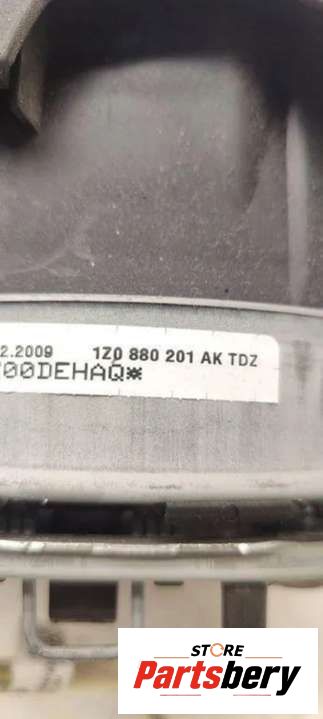 2.2009 1Z0 880 201 AK TDZ
00DEHAQ*
STORE
Partsbery